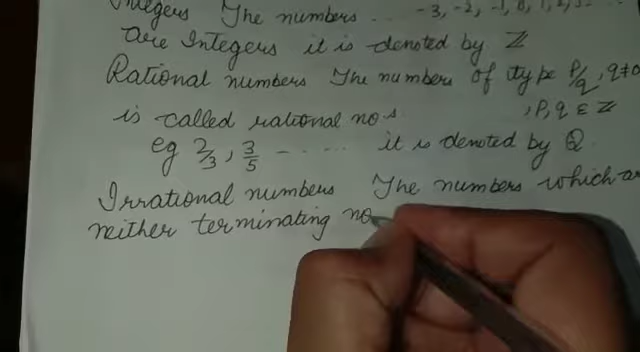 Integers The numbers .. -3, -2, -1, 0, 1, 2, 3..
are Integers it is denoted by ℤ
Rational numbers The numbers of type P/q, q≠0
, P, q ε ℤ
is called rational no.s
eg 2/3, 3/5 ---...... it is denoted by Q.
Irrational numbers The numbers which ar
neither terminating no